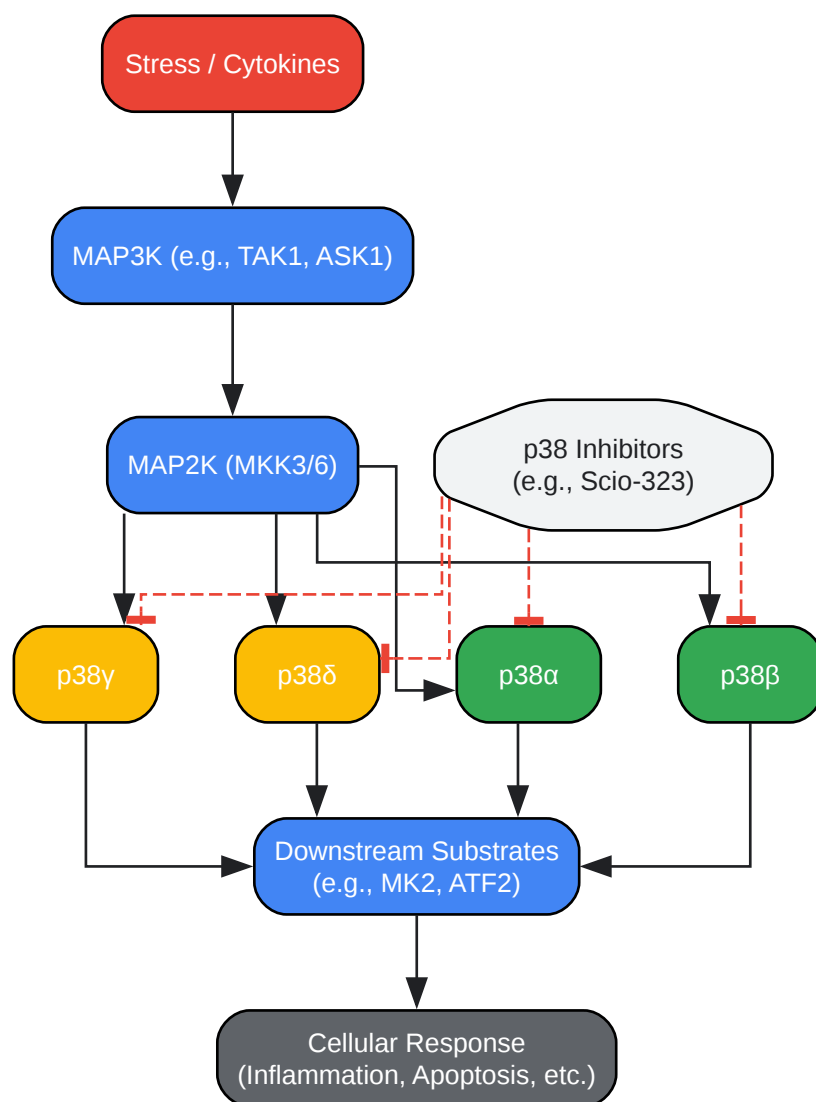 Stress / Cytokines
MAP3K (e.g., TAK1, ASK1)
MAP2K (MKK3/6)
p38 Inhibitors
(e.g., Scio-323)
p38γ
p38δ
p38α
p38β
Downstream Substrates
(e.g., MK2, ATF2)
Cellular Response
(Inflammation, Apoptosis, etc.)